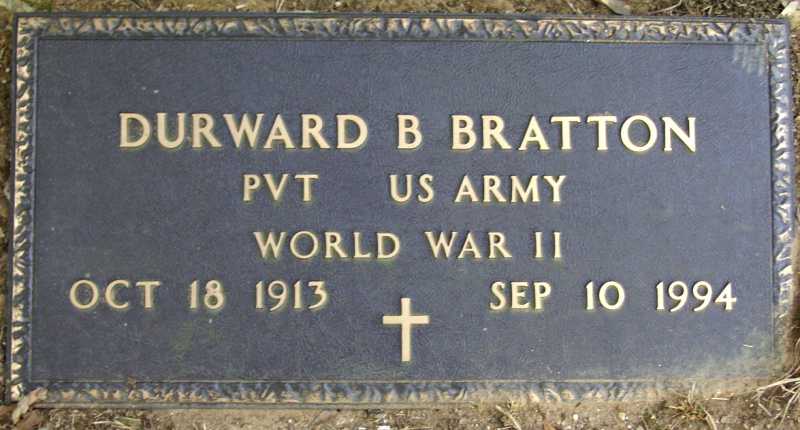 DURWARD B BRATTON
PVT US ARMY
WORLD WAR II
OCT 18 1913 SEP 10 1994